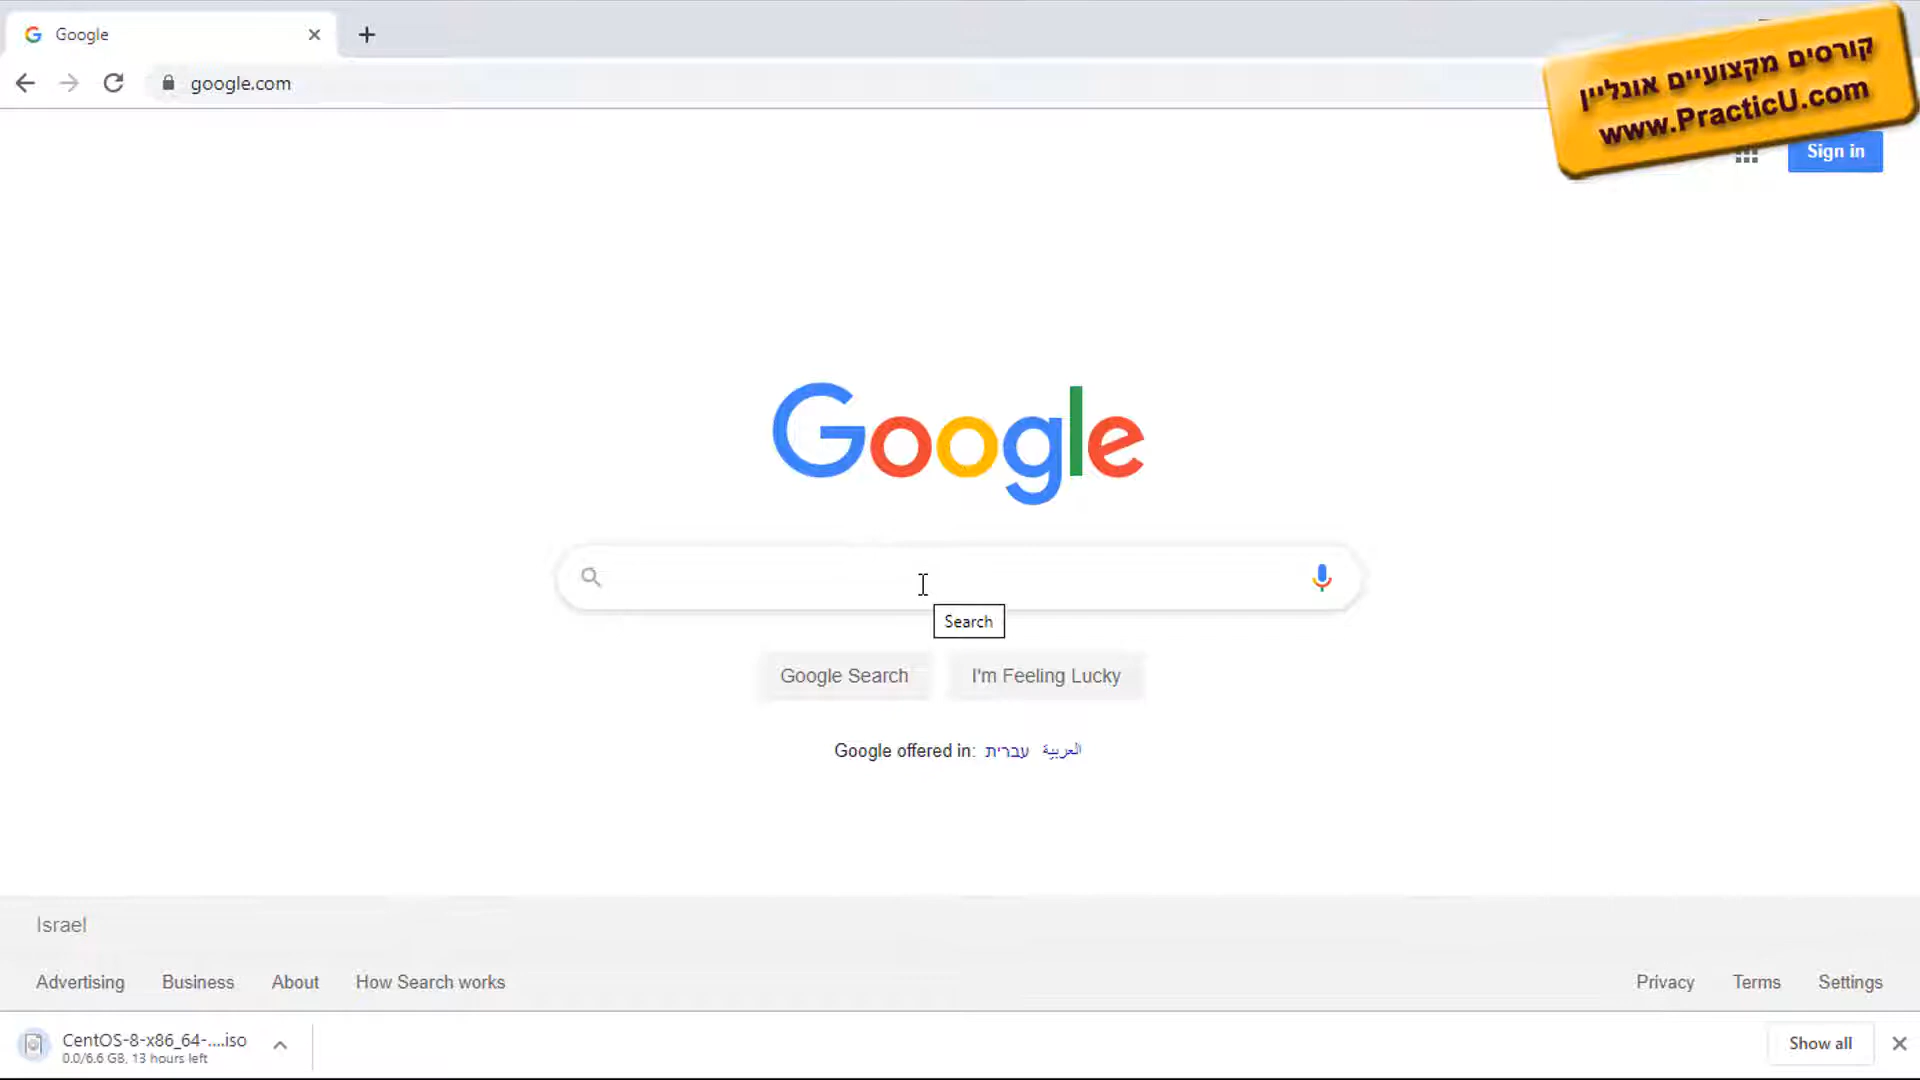 Google
google.com
קורסים מקצועיים אונליין
www.PracticU.com
Sign in
Google
Search
Google Search
I'm Feeling Lucky
Google offered in: עברית العربية
Israel
Advertising Business About How Search works
Privacy Terms Settings
CentOS-8-x86_64-....iso
0.0/6.6 GB, 13 hours left
Show all